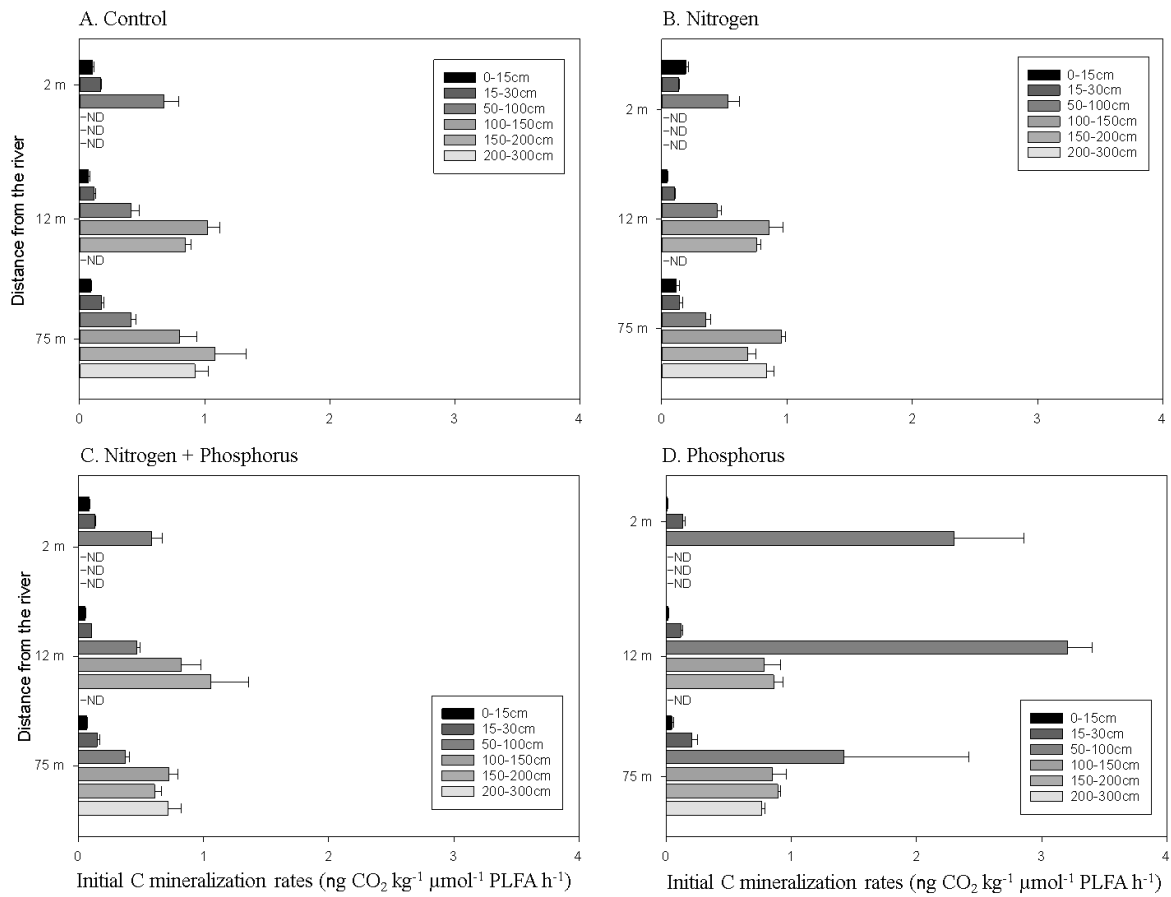 A. Control
0-15cm
15-30cm
50-100cm
100-150cm
150-200cm
200-300cm
2 m
ND
ND
ND
12 m
ND
75 m
0 1 2 3 4
Distance from the river
B. Nitrogen
0-15cm
15-30cm
50-100cm
100-150cm
150-200cm
200-300cm
2 m
ND
ND
ND
12 m
ND
75 m
0 1 2 3 4
C. Nitrogen + Phosphorus
2 m
ND
ND
ND
12 m
ND
75 m
0-15cm
15-30cm
50-100cm
100-150cm
150-200cm
200-300cm
0 1 2 3 4
Distance from the river
Initial C mineralization rates (ng CO₂ kg⁻¹ µmol⁻¹ PLFA h⁻¹)
D. Phosphorus
2 m
ND
ND
ND
12 m
ND
75 m
0-15cm
15-30cm
50-100cm
100-150cm
150-200cm
200-300cm
0 1 2 3 4
Initial C mineralization rates (ng CO₂ kg⁻¹ µmol⁻¹ PLFA h⁻¹)